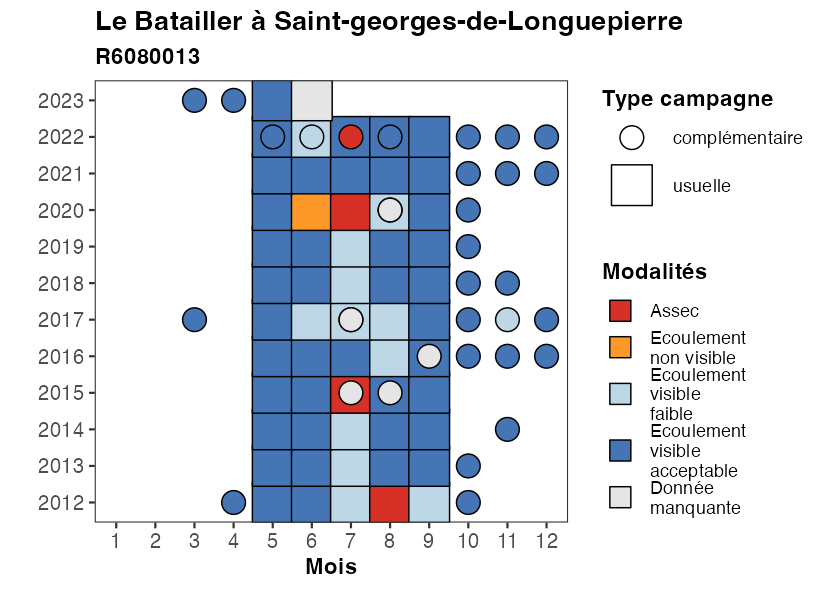 Le Batailler à Saint-georges-de-Longuepierre
R6080013
2023
2022
2021
2020
2019
2018
2017
2016
2015
2014
2013
2012
1 2 3 4 5 6 7 8 9 10 11 12
Mois
Type campagne
complémentaire
usuelle
Modalités
Assec
Ecoulement
non visible
Ecoulement
visible
faible
Ecoulement
visible
acceptable
Donnée
manquante